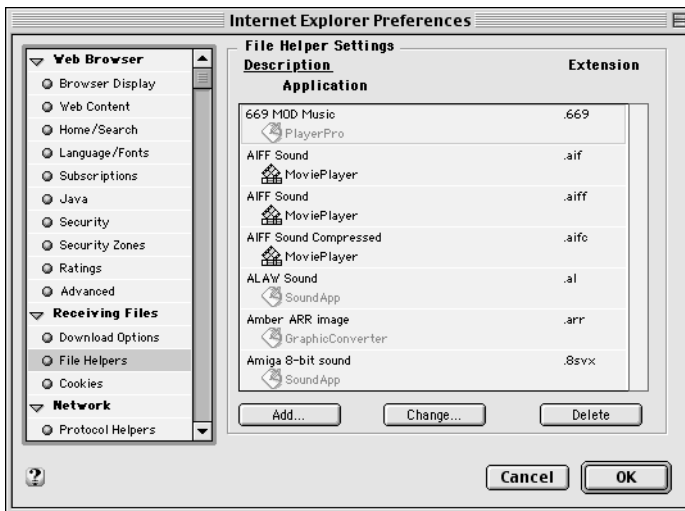 Internet Explorer Preferences
Web Browser
Browser Display
Web Content
Home/Search
Language/Fonts
Subscriptions
Java
Security
Security Zones
Ratings
Advanced
Receiving Files
Download Options
File Helpers
Cookies
Network
Protocol Helpers
File Helper Settings
Description Extension
Application
669 MOD Music .669
PlayerPro
AIFF Sound .aif
MoviePlayer
AIFF Sound .aiff
MoviePlayer
AIFF Sound Compressed .aifc
MoviePlayer
ALAW Sound .al
SoundApp
Amber ARR image .arr
GraphicConverter
Amiga 8-bit sound .8svx
SoundApp
Add... Change... Delete
?
Cancel OK